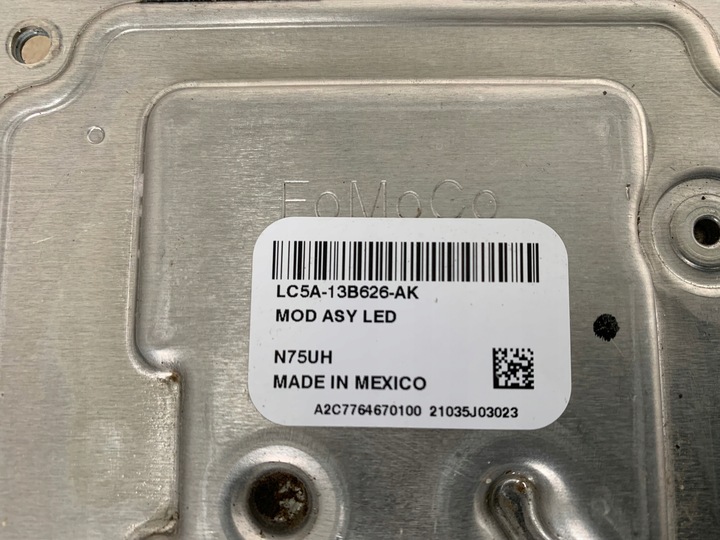 FoMoCo
LC5A-13B626-AK
MOD ASY LED
N75UH
MADE IN MEXICO
A2C7764670100 21035J03023